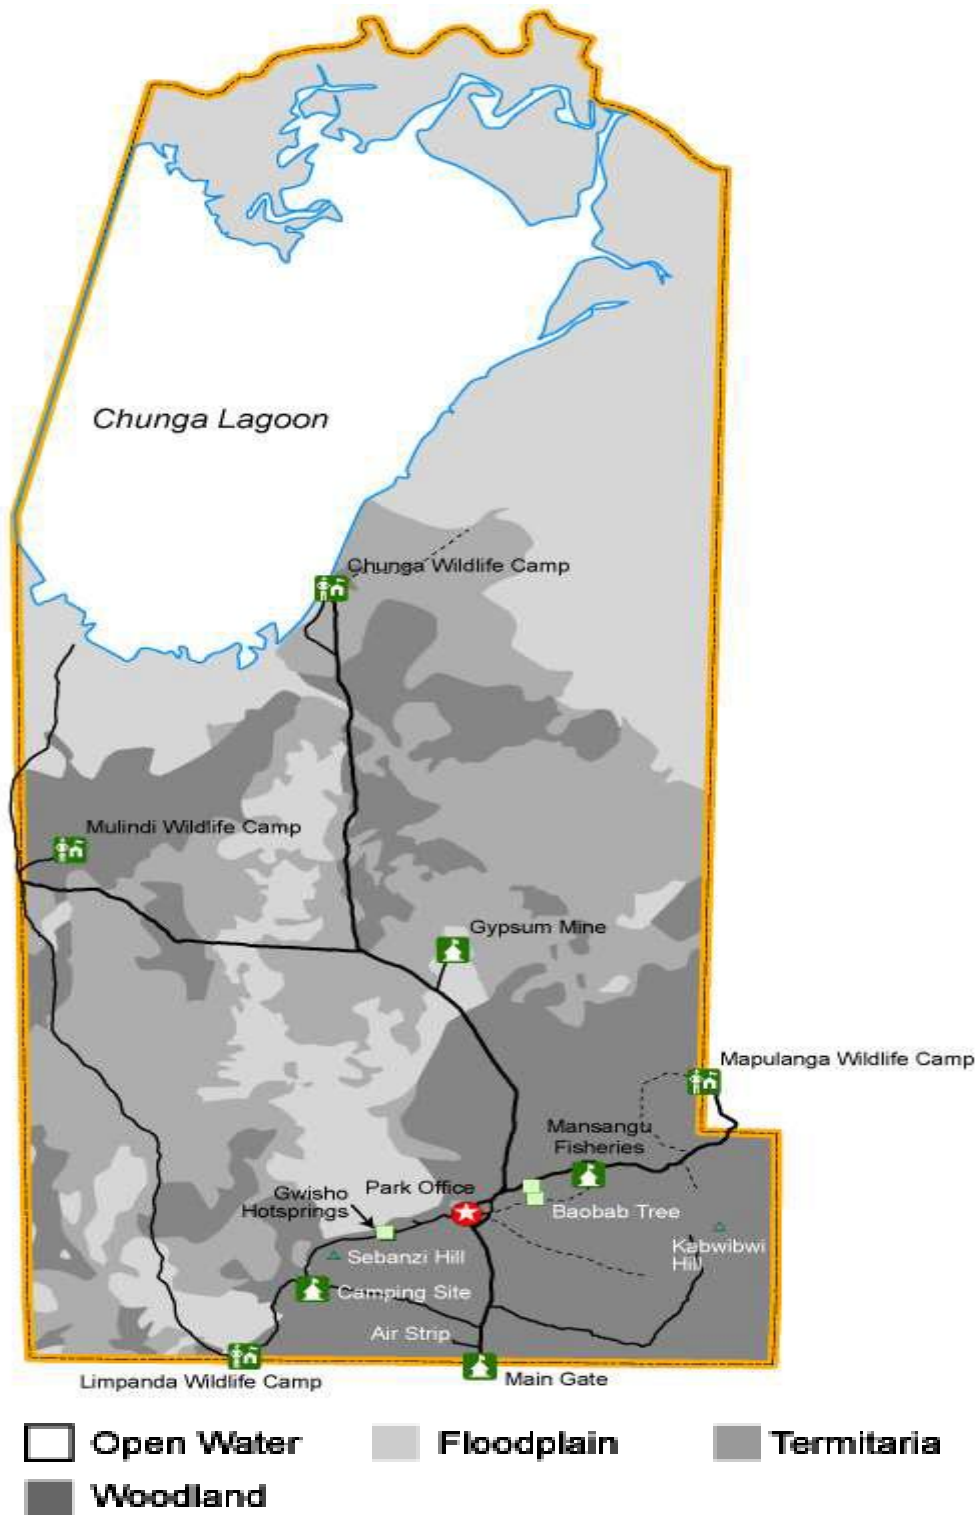 Chunga Lagoon
Chunga Wildlife Camp
Mulindi Wildlife Camp
Gypsum Mine
Mapulanga Wildlife Camp
Mansangu
Fisheries
Gwisho
Hotsprings
Park Office
Baobab Tree
Kabwibwi
Hill
Sebanzi Hill
Camping Site
Air Strip
Limpanda Wildlife Camp
Main Gate
Open Water
Floodplain
Termitaria
Woodland